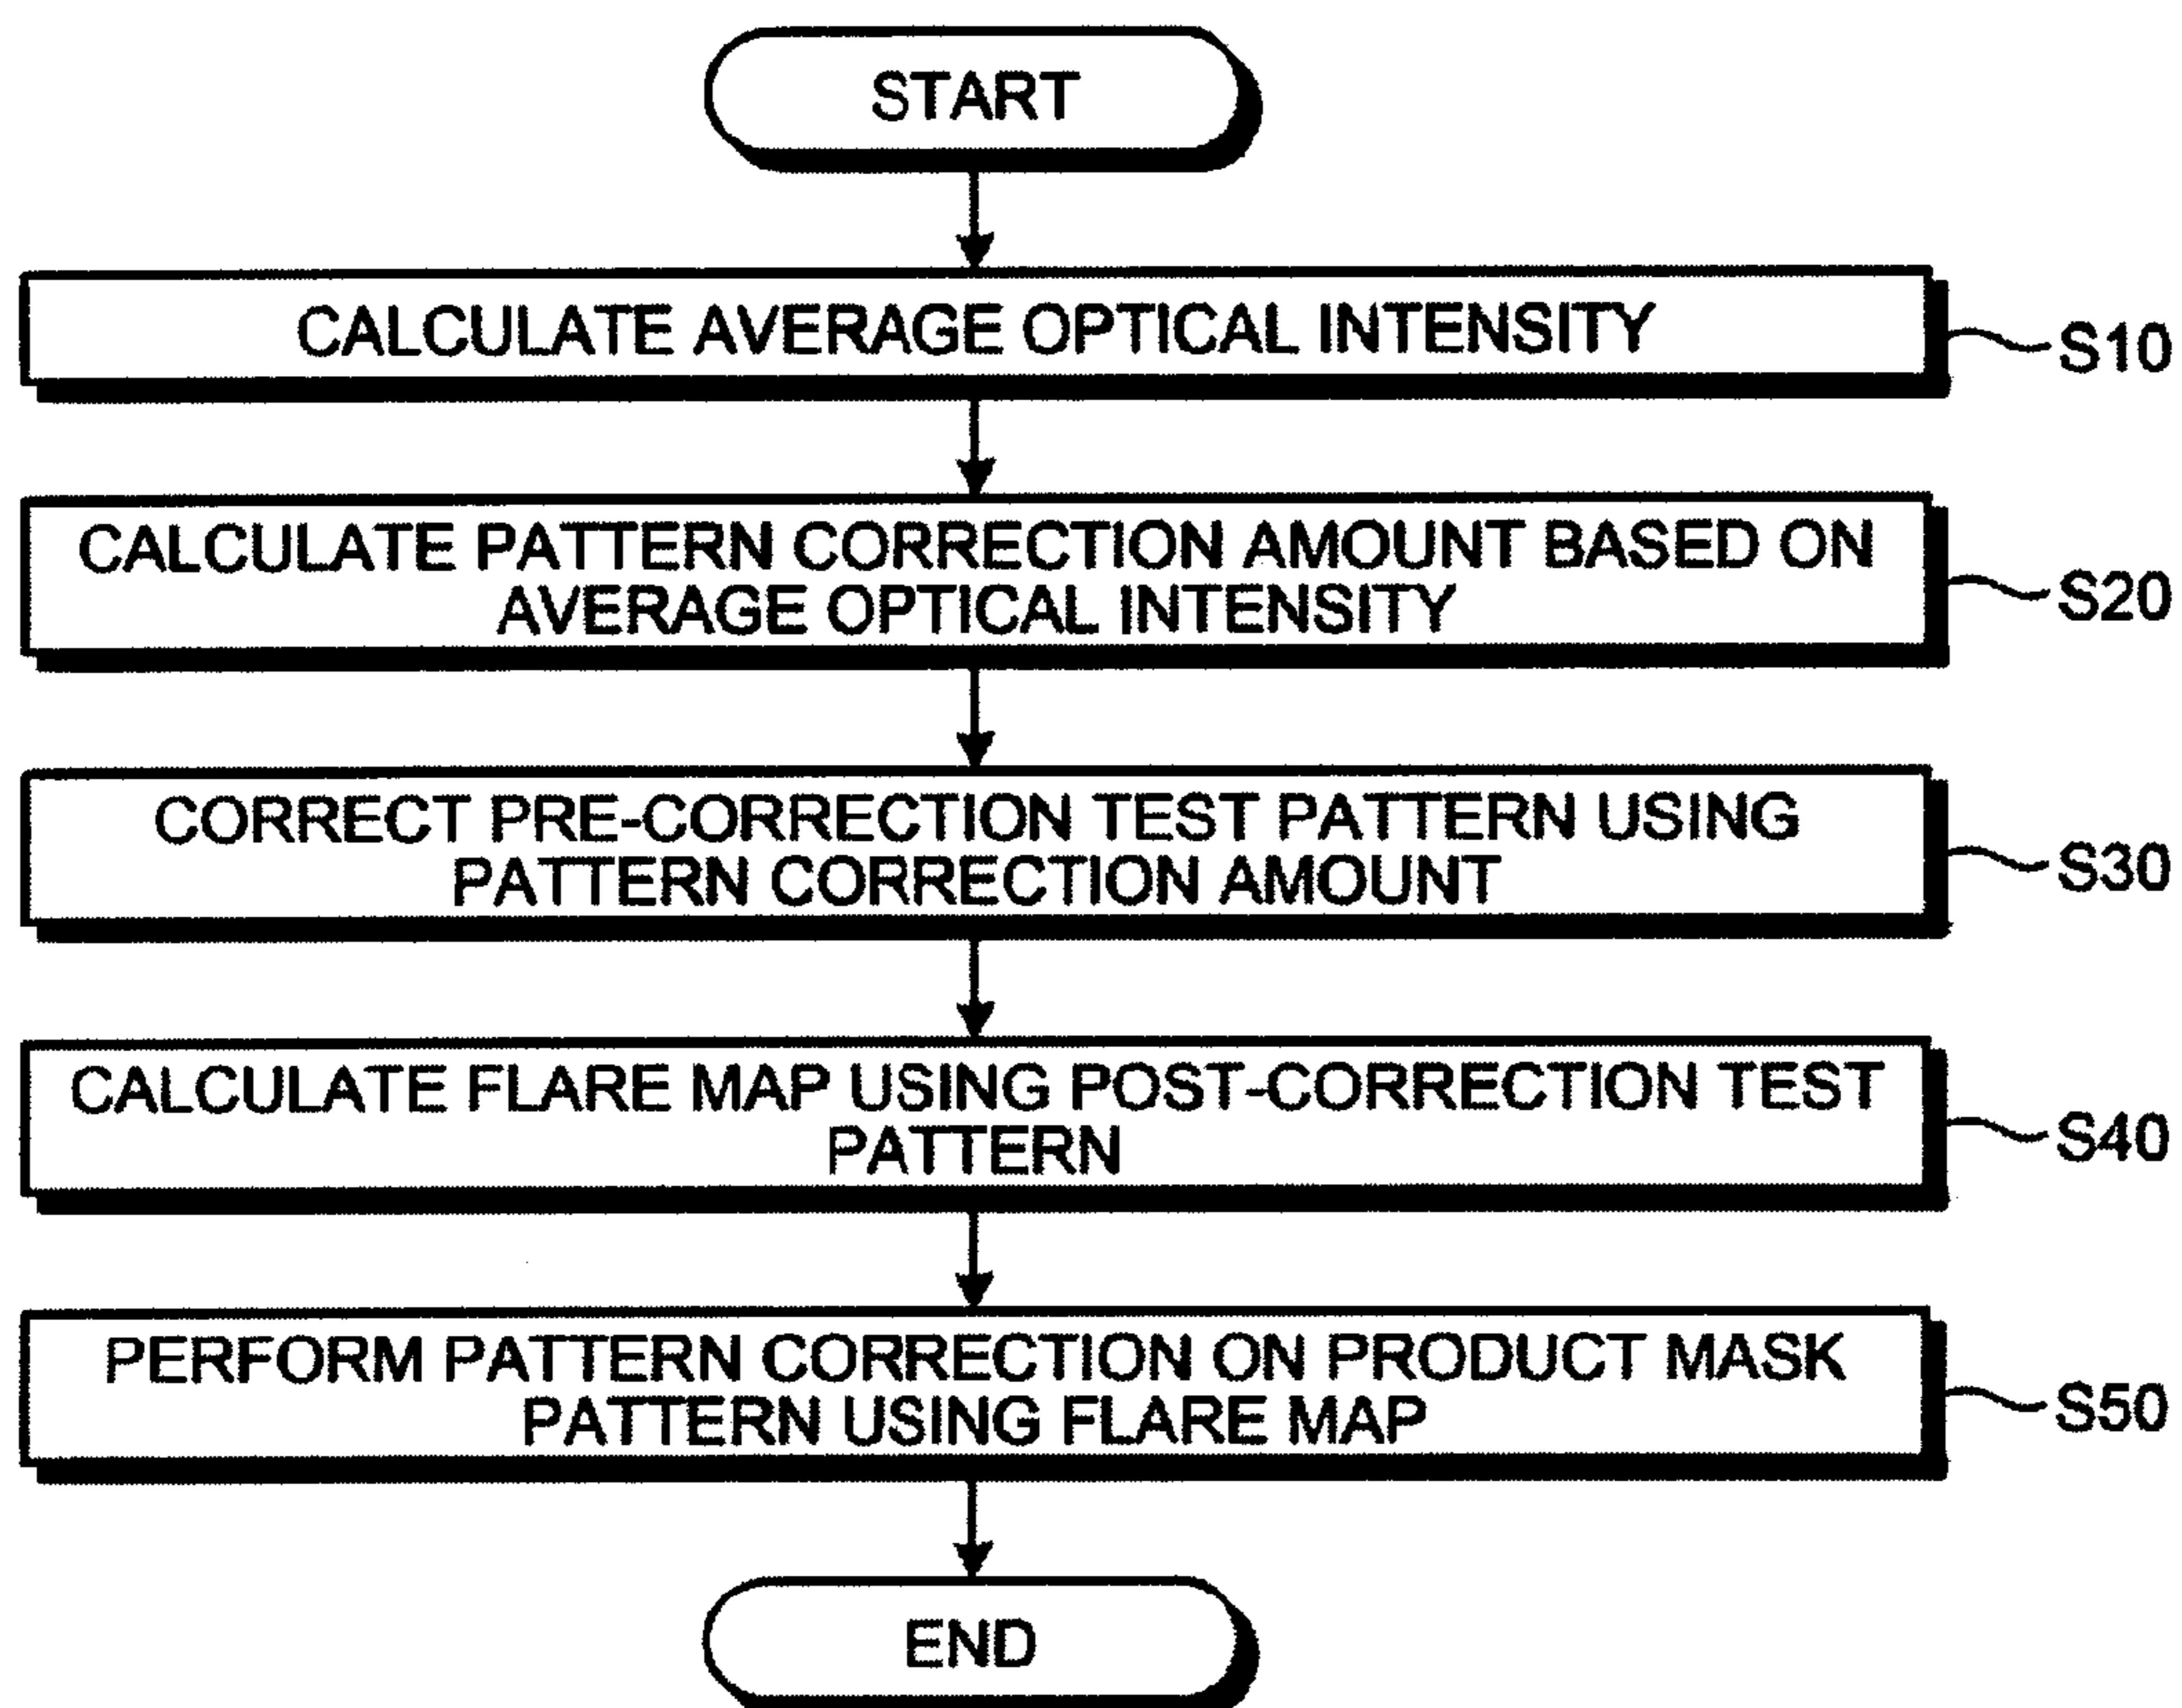 START
CALCULATE AVERAGE OPTICAL INTENSITY
S10
CALCULATE PATTERN CORRECTION AMOUNT BASED ON
AVERAGE OPTICAL INTENSITY
S20
CORRECT PRE-CORRECTION TEST PATTERN USING
PATTERN CORRECTION AMOUNT
S30
CALCULATE FLARE MAP USING POST-CORRECTION TEST
PATTERN
S40
PERFORM PATTERN CORRECTION ON PRODUCT MASK
PATTERN USING FLARE MAP
S50
END